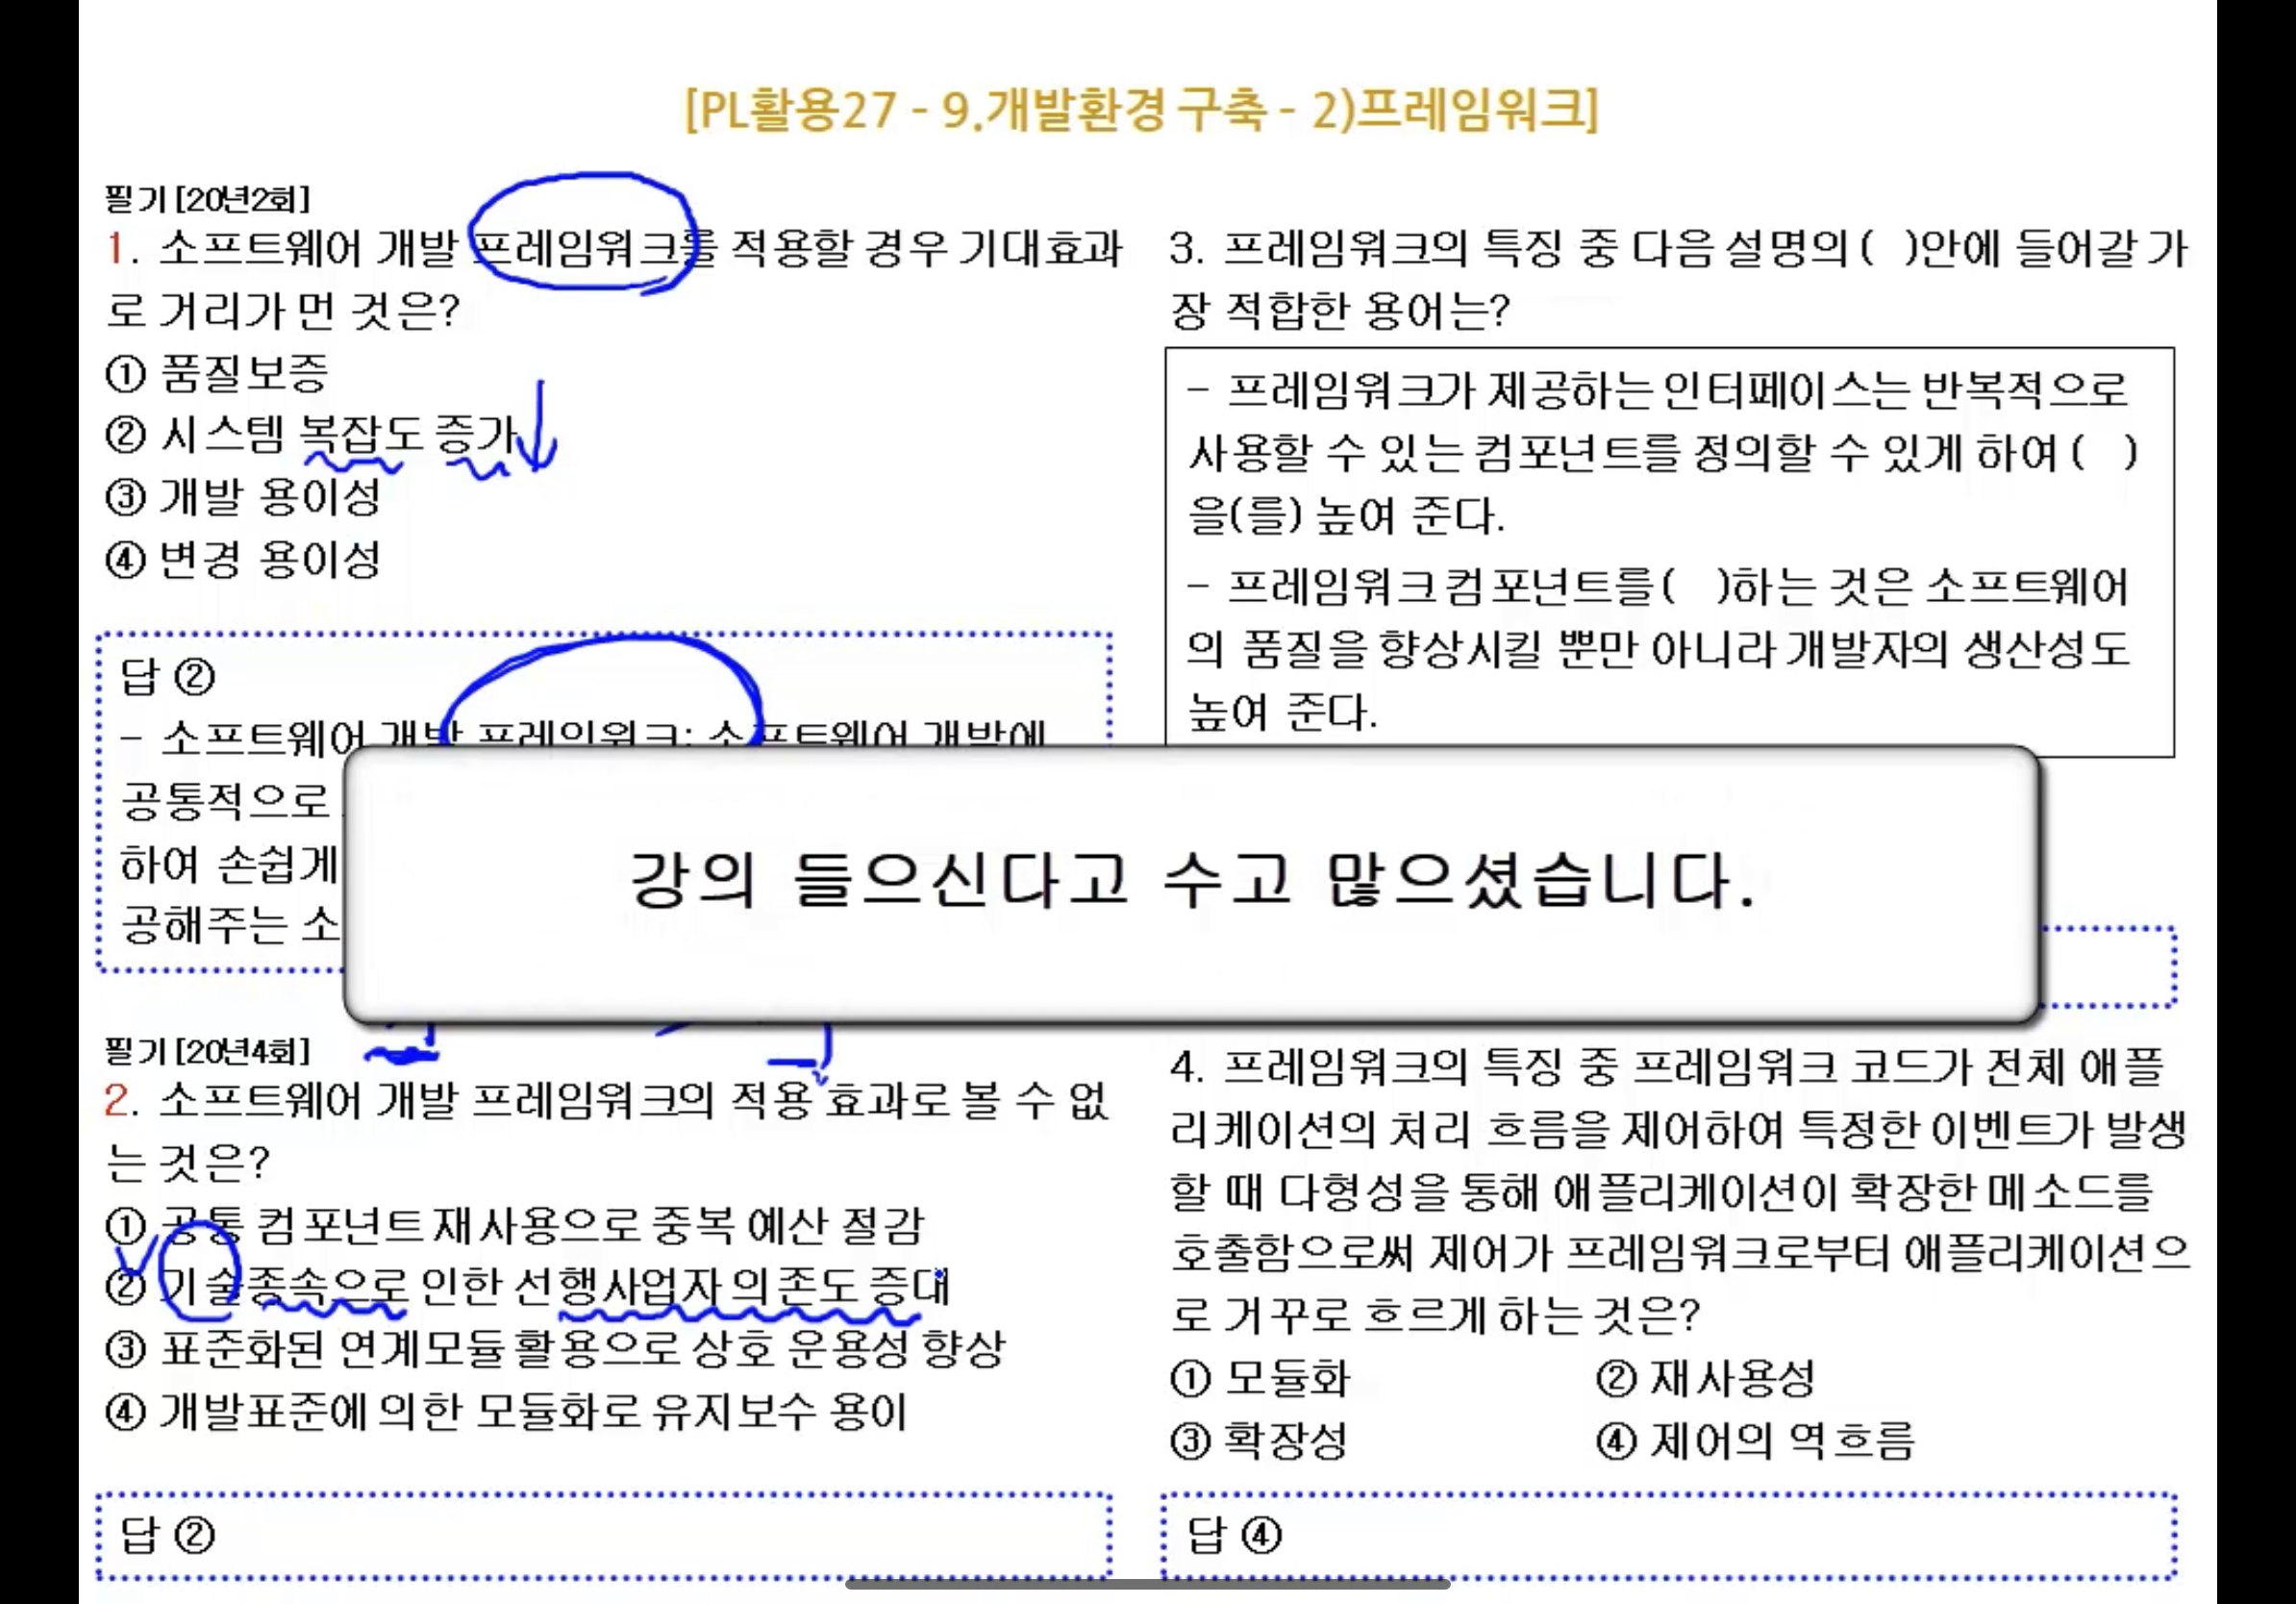 [PL활용27 - 9.개발환경 구축 - 2)프레임워크]
필기[20년2회]
1. 소프트웨어 개발 프레임워크를 적용할 경우 기대효과
로 거리가 먼 것은?
① 품질보증
② 시스템 복잡도 증가
③ 개발 용이성
④ 변경 용이성
답 ②
- 소프트웨어 개발 프레임워크: 소프트웨어 개발에
공통적으로
하여 손쉽게
공해주는 소
필기[20년4회]
2. 소프트웨어 개발 프레임워크의 적용 효과로 볼 수 없
는 것은?
① 공통 컴포넌트 재사용으로 중복 예산 절감
② 기술종속으로 인한 선행사업자 의존도 증대
③ 표준화된 연계모듈 활용으로 상호 운용성 향상
④ 개발표준에 의한 모듈화로 유지보수 용이
답 ②
3. 프레임워크의 특징 중 다음 설명의 ( )안에 들어갈 가
장 적합한 용어는?
- 프레임워크가 제공하는 인터페이스는 반복적으로
사용할 수 있는 컴포넌트를 정의할 수 있게 하여 ( )
을(를) 높여 준다.
- 프레임워크 컴포넌트를 ( )하는 것은 소프트웨어
의 품질을 향상시킬 뿐만 아니라 개발자의 생산성도
높여 준다.
강의 들으신다고 수고 많으셨습니다.
4. 프레임워크의 특징 중 프레임워크 코드가 전체 애플
리케이션의 처리 흐름을 제어하여 특정한 이벤트가 발생
할 때 다형성을 통해 애플리케이션이 확장한 메소드를
호출함으로써 제어가 프레임워크로부터 애플리케이션으
로 거꾸로 흐르게 하는 것은?
① 모듈화 ② 재사용성
③ 확장성 ④ 제어의 역흐름
답 ④